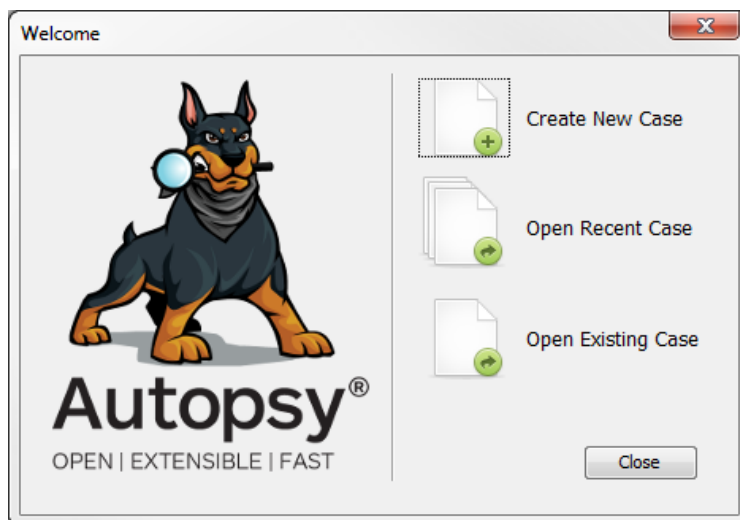 Welcome
Create New Case
Open Recent Case
Open Existing Case
Autopsy®
OPEN | EXTENSIBLE | FAST
Close